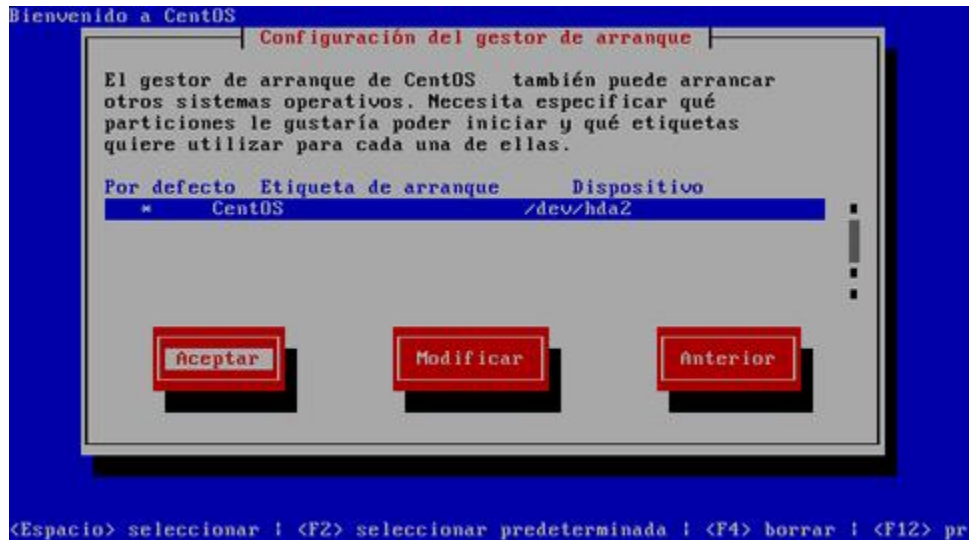 Bienvenido a CentOS
Configuración del gestor de arranque
El gestor de arranque de CentOS también puede arrancar
otros sistemas operativos. Necesita especificar qué
particiones le gustaría poder iniciar y qué etiquetas
quiere utilizar para cada una de ellas.
Por defecto Etiqueta de arranque Dispositivo
* CentOS /dev/hda2
Aceptar Modificar Anterior
<Espacio> seleccionar | <F2> seleccionar predeterminada | <F4> borrar | <F12> pr